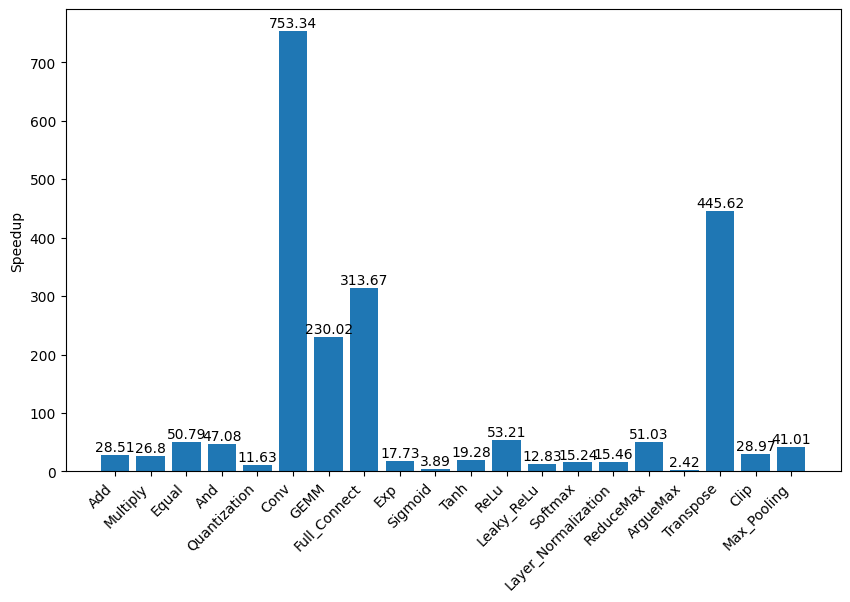 753.34
700
600
500
445.62
400
Speedup
313.67
300
230.02
200
100
28.51 26.8 50.79 47.08 11.63 17.73 3.89 19.28 53.21 12.83 15.24 15.46 51.03 2.42 28.97 41.01
0
Add
Multiply
Equal
And
Quantization
Conv
GEMM
Full_Connect
Exp
Sigmoid
Tanh
ReLu
Leaky_ReLu
Softmax
Layer_Normalization
ReduceMax
ArgueMax
Transpose
Clip
Max_Pooling